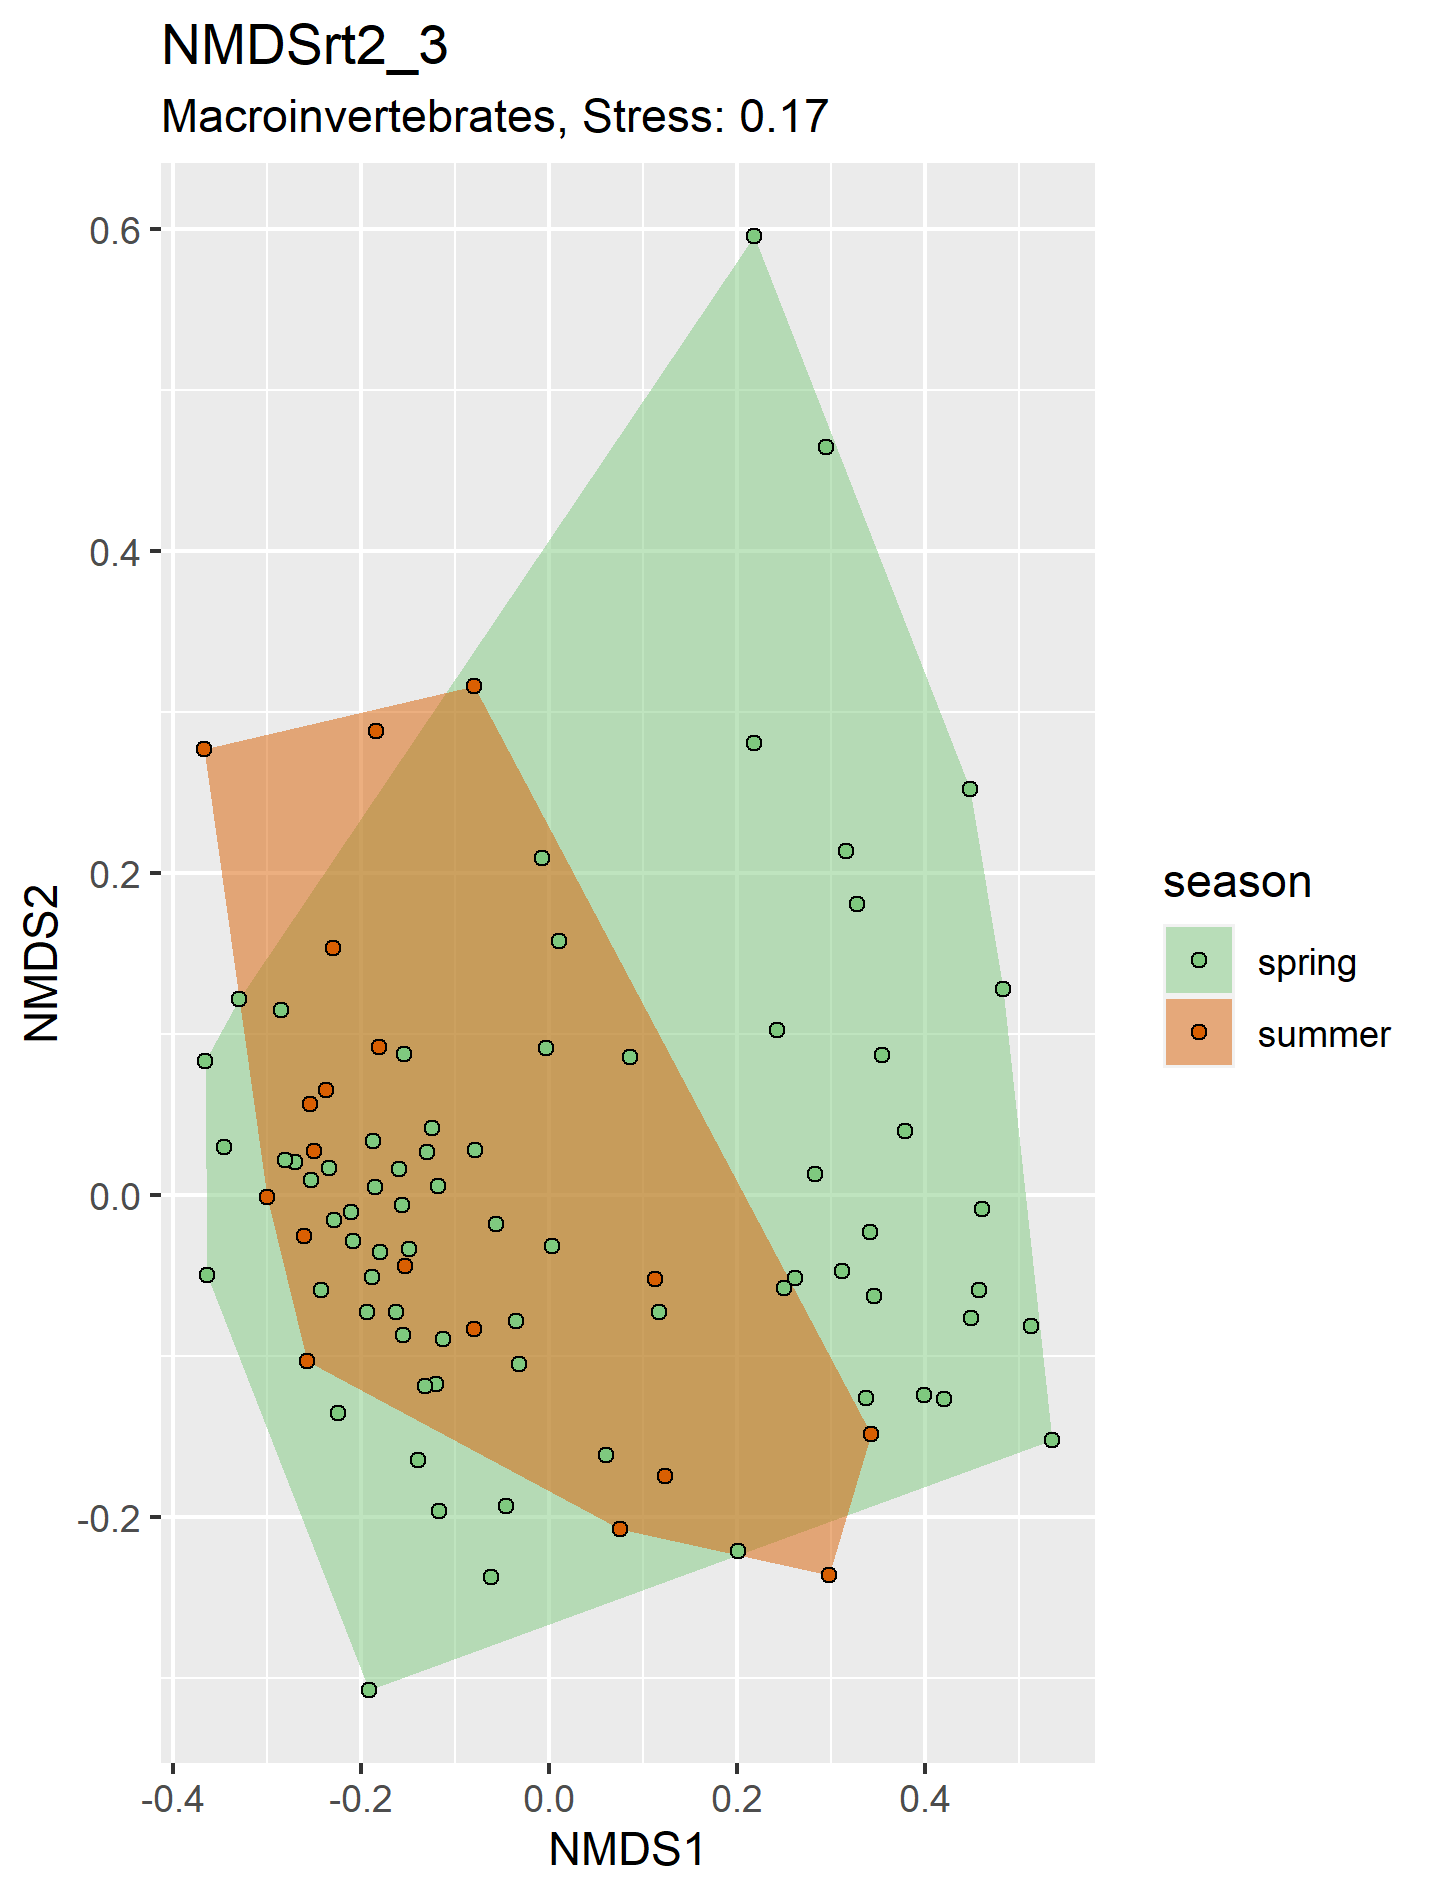 NMDSrt2_3
Macroinvertebrates, Stress: 0.17
0.6
0.4
0.2
0.0
-0.2
NMDS2
-0.4 -0.2 0.0 0.2 0.4
NMDS1
season
spring
summer